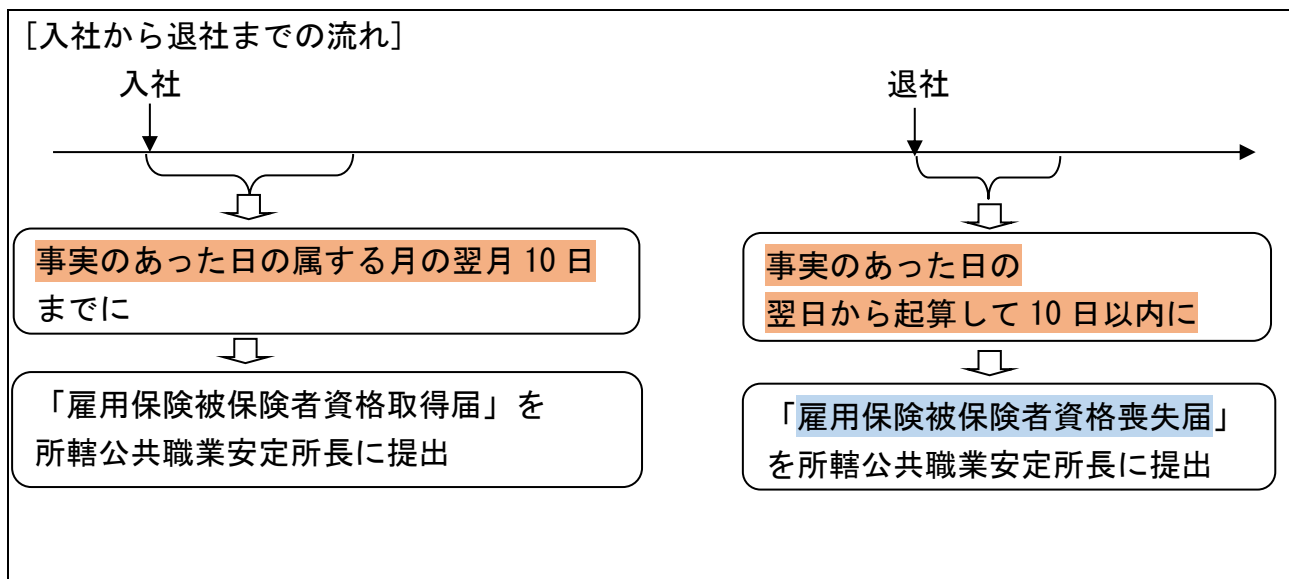 [入社から退社までの流れ]
入社
退社
事実のあった日の属する月の翌月 10 日
までに
事実のあった日の
翌日から起算して 10 日以内に
「雇用保険被保険者資格取得届」を
所轄公共職業安定所長に提出
「雇用保険被保険者資格喪失届」
を所轄公共職業安定所長に提出